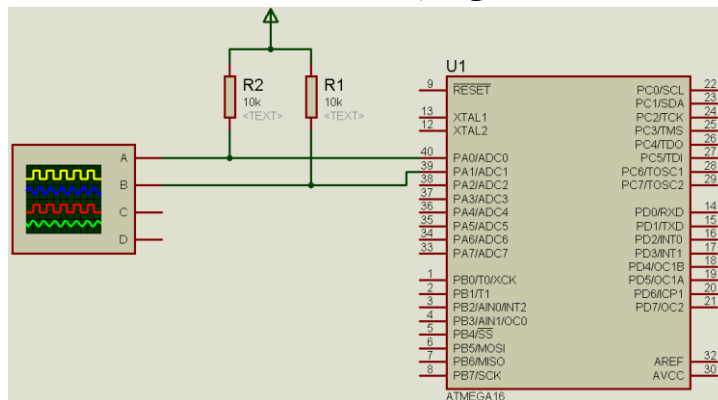 R2
10k
<TEXT>
R1
10k
<TEXT>
A
B
C
D
U1
9 RESET
13 XTAL1
12 XTAL2
40 PA0/ADC0
39 PA1/ADC1
38 PA2/ADC2
37 PA3/ADC3
36 PA4/ADC4
35 PA5/ADC5
34 PA6/ADC6
33 PA7/ADC7
1 PB0/T0/XCK
2 PB1/T1
3 PB2/AIN0/INT2
4 PB3/AIN1/OC0
5 PB4/SS
6 PB5/MOSI
7 PB6/MISO
8 PB7/SCK
PC0/SCL 22
PC1/SDA 23
PC2/TCK 24
PC3/TMS 25
PC4/TDO 26
PC5/TDI 27
PC6/TOSC1 28
PC7/TOSC2 29
PD0/RXD 14
PD1/TXD 15
PD2/INT0 16
PD3/INT1 17
PD4/OC1B 18
PD5/OC1A 19
PD6/ICP1 20
PD7/OC2 21
AREF 32
AVCC 30
ATMEGA16